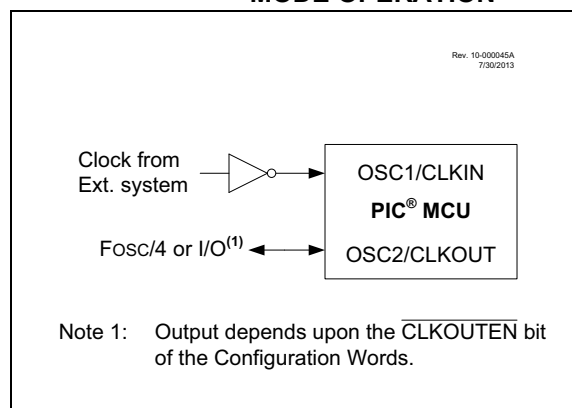 MODE OPERATION
Rev. 10-000045A
7/30/2013
Clock from
Ext. system
OSC1/CLKIN
PIC® MCU
FOSC/4 or I/O(1)
OSC2/CLKOUT
Note 1: Output depends upon the CLKOUTEN bit
of the Configuration Words.